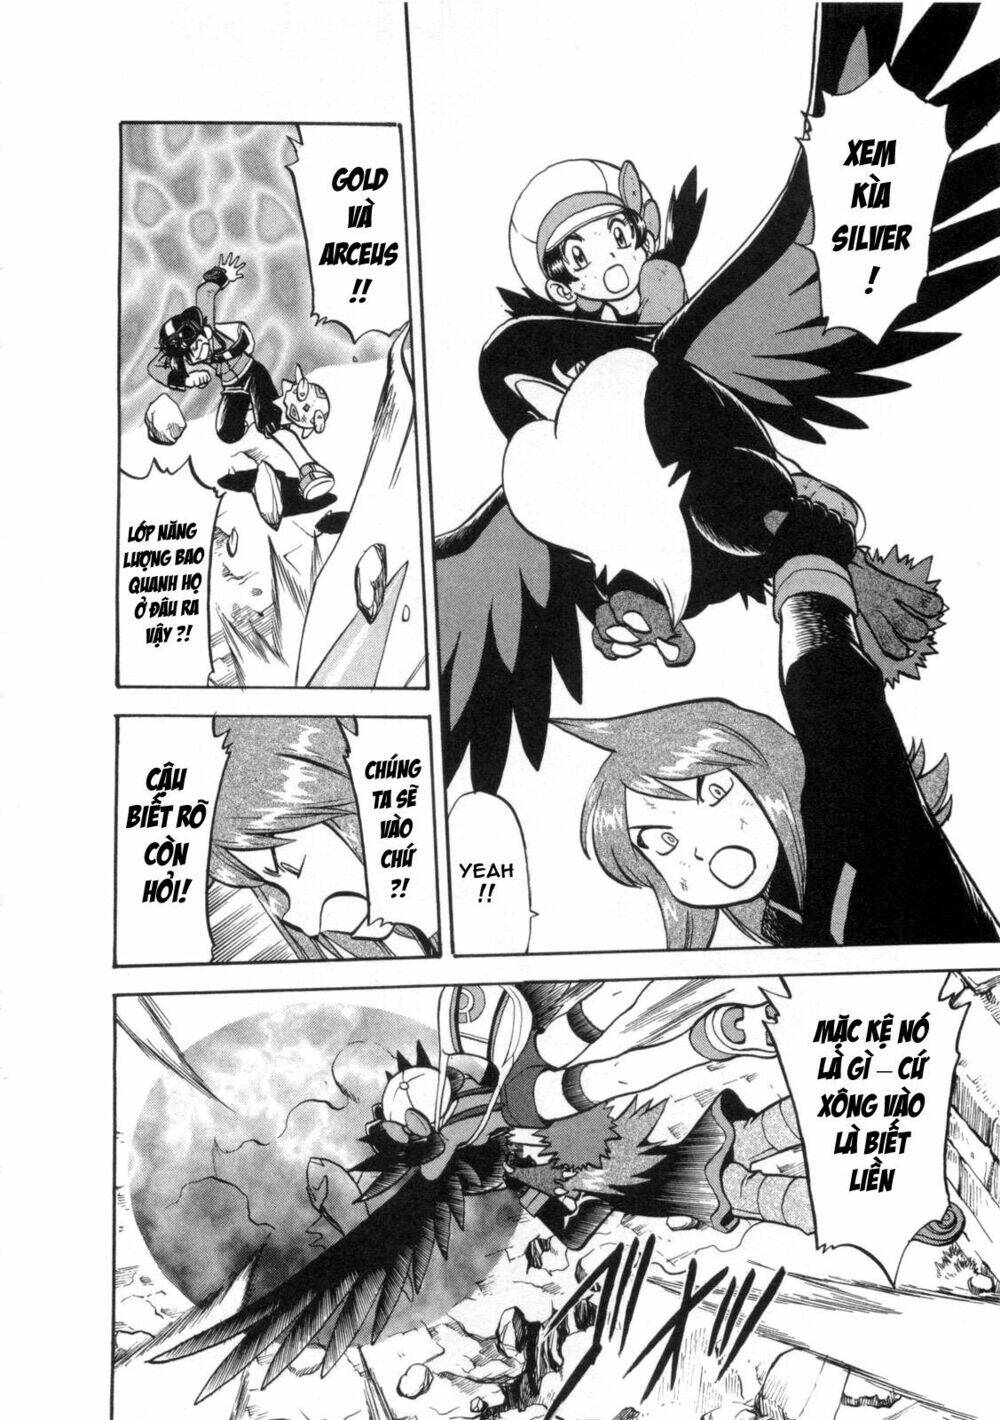 XEM
KÌA
SILVER
!
GOLD
VÀ
ARCEUS
!!
LỚP NĂNG
LƯỢNG BAO
QUANH HỌ
Ở ĐÂU RA
VẬY ?!
YEAH
!!
CHÚNG
TA SẼ
VÀO
CHỨ
?!
CẬU
BIẾT RÕ
CÒN
HỎI!
MẶC KỆ NÓ
LÀ GÌ – CỨ
XÔNG VÀO
LÀ BIẾT
LIỀN